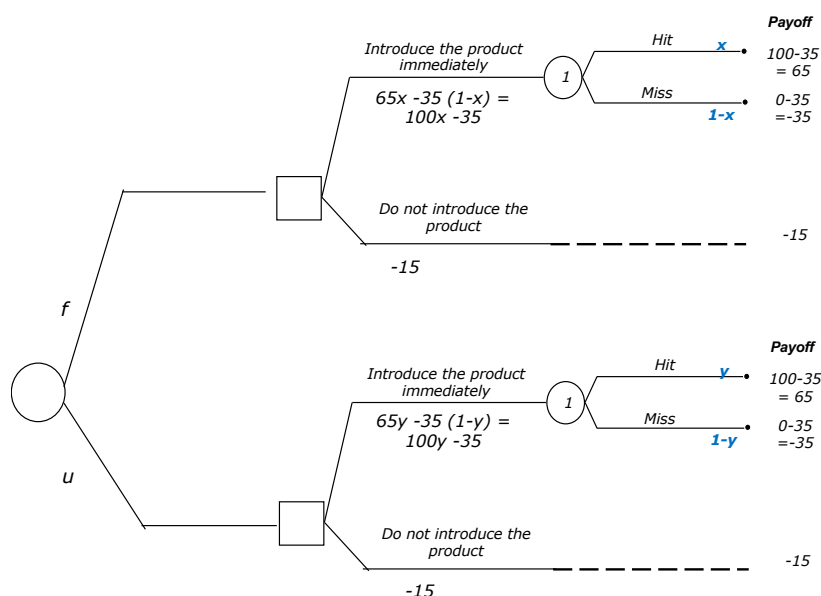 Payoff
Introduce the product
immediately
Hit
x
100-35
= 65
1
65x -35 (1-x) =
100x -35
Miss
1-x
0-35
=-35
Do not introduce the
product
-15
-15
f
Payoff
Introduce the product
immediately
Hit
y
100-35
= 65
1
65y -35 (1-y) =
100y -35
Miss
1-y
0-35
=-35
u
Do not introduce the
product
-15
-15